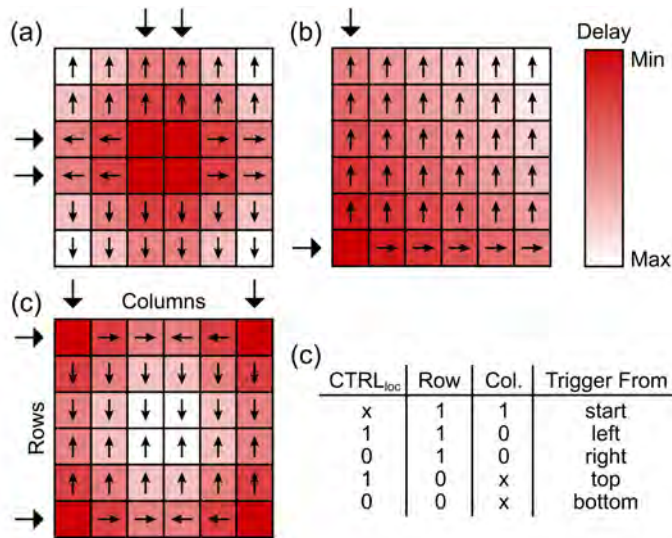 (a)
(b)
Delay
Min
Max
(c)
Columns
Rows
(c)
CTRLloc Row Col. Trigger From
x 1 1 start
1 1 0 left
0 1 0 right
1 0 x top
0 0 x bottom